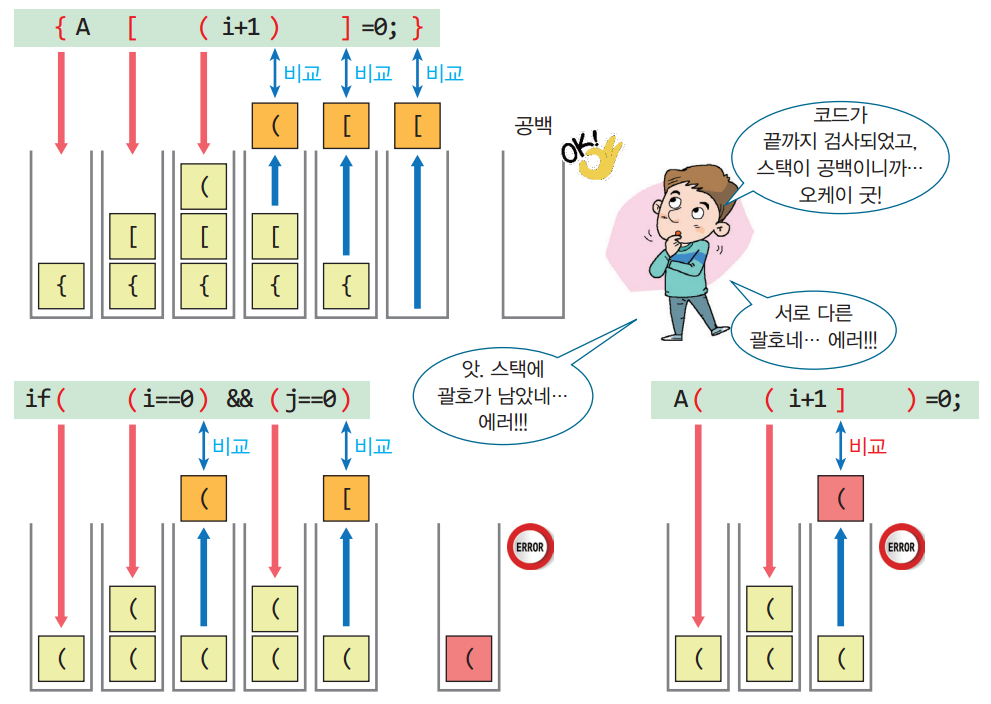 { A [ ( i+1 ) ] =0; }
비교 비교 비교
( [ [
공백
OK!
코드가
끝까지 검사되었고,
스택이 공백이니까…
오케이 굿!
(
[ [ [
{ { { { {
서로 다른
괄호네… 에러!!!
앗. 스택에
괄호가 남았네…
에러!!!
if( (i==0) && (j==0)
비교 비교
( [
ERROR
( (
( ( ( ( ( (
A( ( i+1 ] ) =0;
비교
(
ERROR
(
( ( (